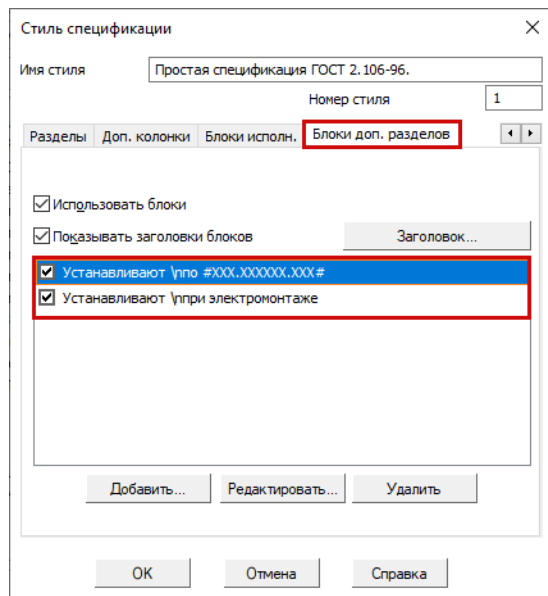 Стиль спецификации
Имя стиля Простая спецификация ГОСТ 2.106-96.
Номер стиля 1
Разделы Доп. колонки Блоки исполн. Блоки доп. разделов
Использовать блоки
Показывать заголовки блоков Заголовок...
Устанавливают \nпо #XXX.XXXXXX.XXX#
Устанавливают \nпри электромонтаже
Добавить... Редактировать... Удалить
OK Отмена Справка